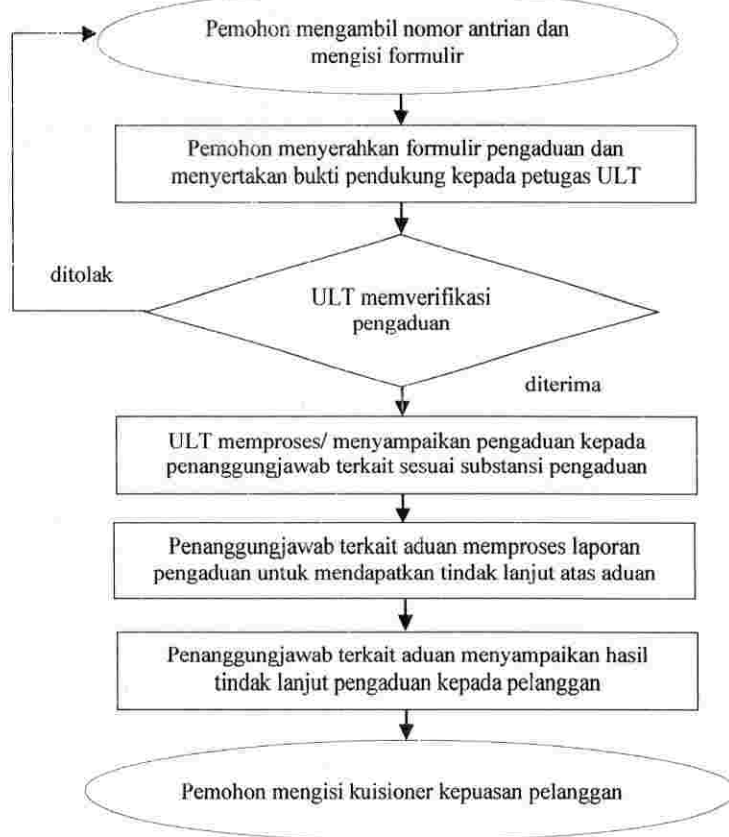 Pemohon mengambil nomor antrian dan
mengisi formulir
Pemohon menyerahkan formulir pengaduan dan
menyertakan bukti pendukung kepada petugas ULT
ditolak
ULT memverifikasi
pengaduan
diterima
ULT memproses/ menyampaikan pengaduan kepada
penanggungjawab terkait sesuai substansi pengaduan
Penanggungjawab terkait aduan memproses laporan
pengaduan untuk mendapatkan tindak lanjut atas aduan
Penanggungjawab terkait aduan menyampaikan hasil
tindak lanjut pengaduan kepada pelanggan
Pemohon mengisi kuisioner kepuasan pelanggan